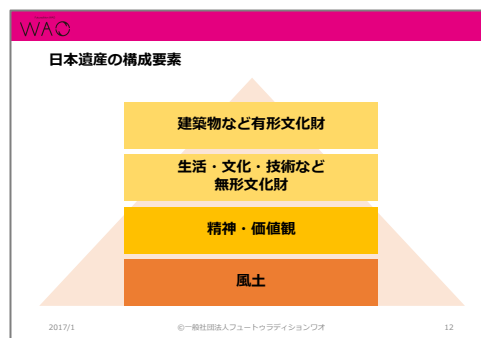 WAO
日本遺産の構成要素
建築物など有形文化財
生活・文化・技術など
無形文化財
精神・価値観
風土
2017/1
©一般社団法人フュートゥラディションワオ
12